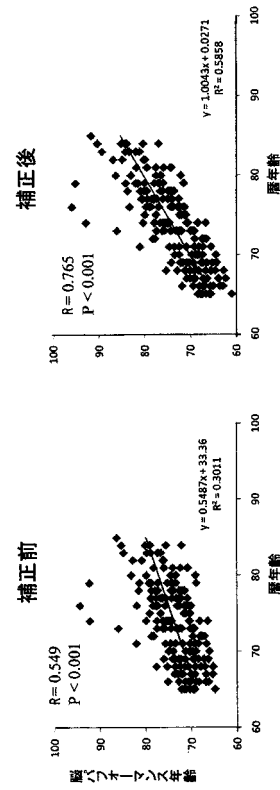 補正前
R = 0.549
P < 0.001
脳パフォーマンス年齢
100
90
80
70
60
y = 0.5487x + 33.36
R² = 0.3011
60
70
80
90
100
暦年齢
補正後
R = 0.765
P < 0.001
100
90
80
70
60
y = 1.0043x + 0.0271
R² = 0.5858
60
70
80
90
100
暦年齢